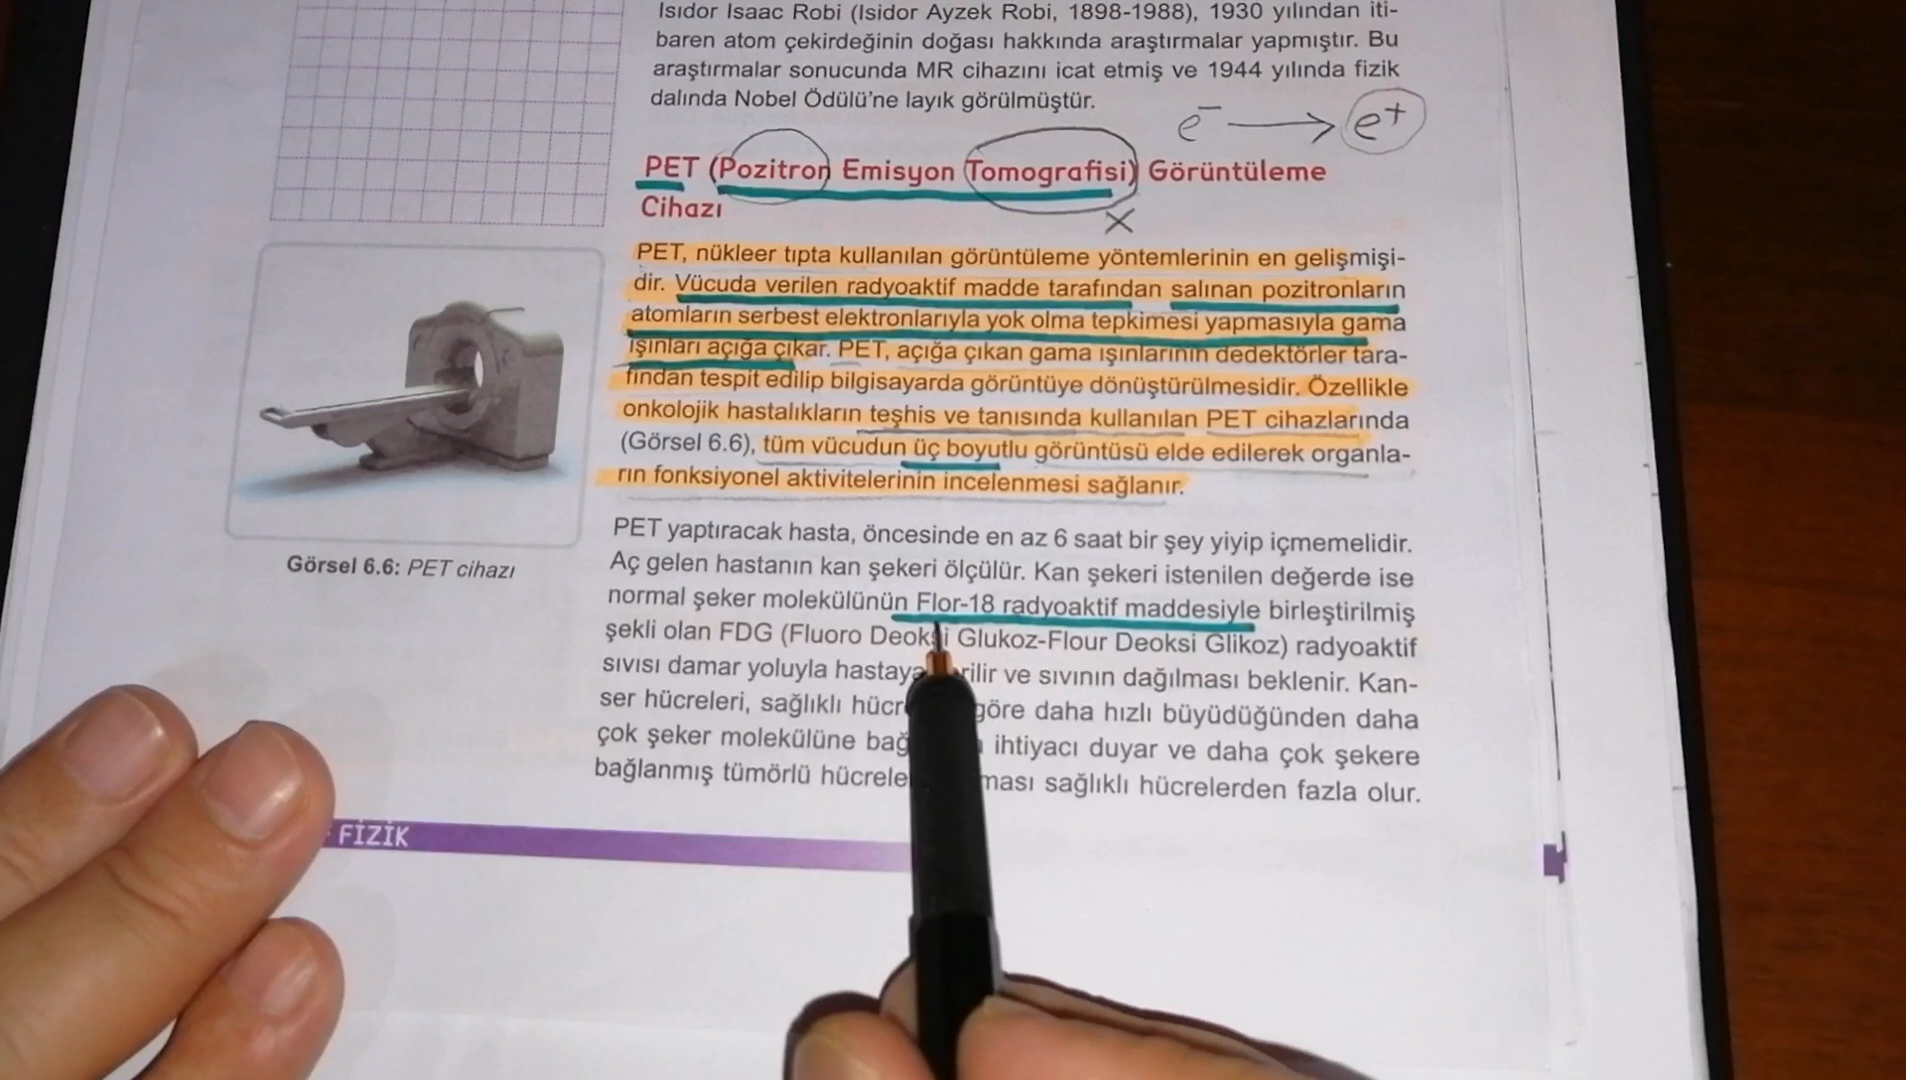 Isıdor Isaac Robi (Isidor Ayzek Robi, 1898-1988), 1930 yılından iti-
baren atom çekirdeğinin doğası hakkında araştırmalar yapmıştır. Bu
araştırmalar sonucunda MR cihazını icat etmiş ve 1944 yılında fizik
dalında Nobel Ödülü’ne layık görülmüştür.
e⁻ → e⁺
PET (Pozitron Emisyon Tomografisi) Görüntüleme
Cihazı
x
PET, nükleer tıpta kullanılan görüntüleme yöntemlerinin en gelişmişi-
dir. Vücuda verilen radyoaktif madde tarafından salınan pozitronların
atomların serbest elektronlarıyla yok olma tepkimesi yapmasıyla gama
ışınları açığa çıkar. PET, açığa çıkan gama ışınlarının dedektörler tara-
fından tespit edilip bilgisayarda görüntüye dönüştürülmesidir. Özellikle
onkolojik hastalıkların teşhis ve tanısında kullanılan PET cihazlarında
(Görsel 6.6), tüm vücudun üç boyutlu görüntüsü elde edilerek organla-
rın fonksiyonel aktivitelerinin incelenmesi sağlanır.
Görsel 6.6: PET cihazı
PET yaptıracak hasta, öncesinde en az 6 saat bir şey yiyip içmemelidir.
Aç gelen hastanın kan şekeri ölçülür. Kan şekeri istenilen değerde ise
normal şeker molekülünün Flor-18 radyoaktif maddesiyle birleştirilmiş
şekli olan FDG (Fluoro Deoksi Glukoz-Flour Deoksi Glikoz) radyoaktif
sıvısı damar yoluyla hastaya ve sıvının dağılması beklenir. Kan-
ser hücreleri, sağlıklı göre daha hızlı büyüdüğünden daha
çok şeker molekülüne ihtiyacı duyar ve daha çok şekere
bağlanmış tümörlü sağlıklı hücrelerden fazla olur.
FİZİK